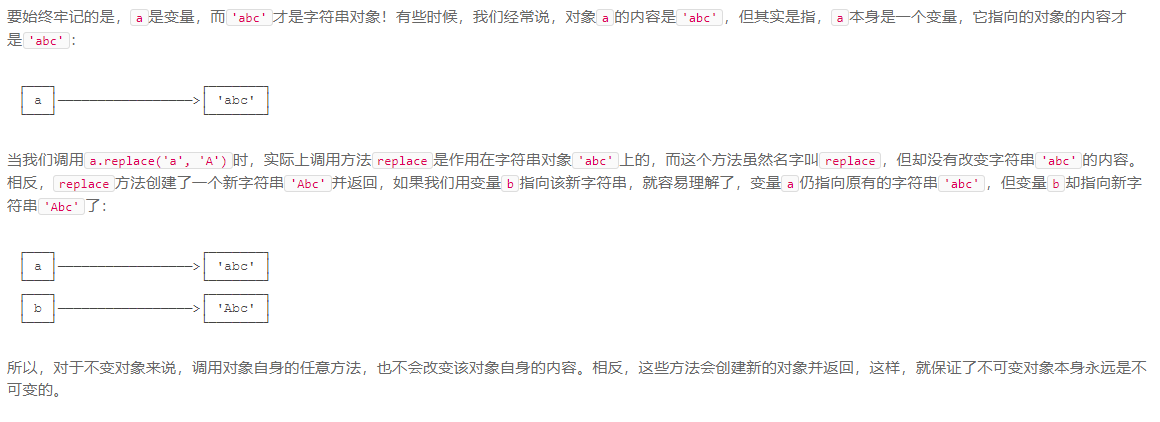 要始终牢记的是，a是变量，而'abc'才是字符串对象！有些时候，我们经常说，对象a的内容是'abc'，但其实是指，a本身是一个变量，它指向的对象的内容才
是'abc'：
a
'abc'
当我们调用a.replace('a', 'A')时，实际上调用方法replace是作用在字符串对象'abc'上的，而这个方法虽然名字叫replace，但却没有改变字符串'abc'的内容。
相反，replace方法创建了一个新字符串'Abc'并返回，如果我们用变量b指向该新字符串，就容易理解了，变量a仍指向原有的字符串'abc'，但变量b却指向新字
符串'Abc'了：
a
'abc'
b
'Abc'
所以，对于不变对象来说，调用对象自身的任意方法，也不会改变该对象自身的内容。相反，这些方法会创建新的对象并返回，这样，就保证了不可变对象本身永远是不
可变的。